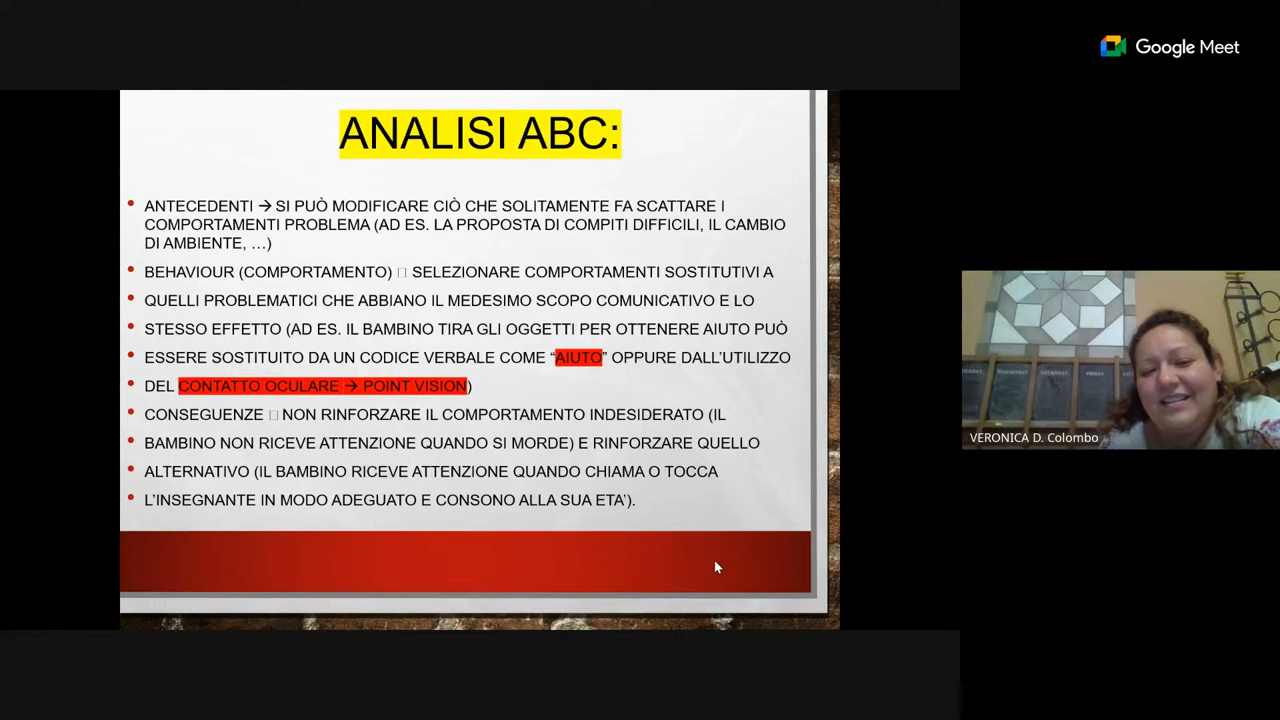 Google Meet
ANALISI ABC:
ANTECEDENTI → SI PUÒ MODIFICARE CIÒ CHE SOLITAMENTE FA SCATTARE I
COMPORTAMENTI PROBLEMA (AD ES. LA PROPOSTA DI COMPITI DIFFICILI, IL CAMBIO
DI AMBIENTE, …)
BEHAVIOUR (COMPORTAMENTO) □ SELEZIONARE COMPORTAMENTI SOSTITUTIVI A
QUELLI PROBLEMATICI CHE ABBIANO IL MEDESIMO SCOPO COMUNICATIVO E LO
STESSO EFFETTO (AD ES. IL BAMBINO TIRA GLI OGGETTI PER OTTENERE AIUTO PUÒ
ESSERE SOSTITUITO DA UN CODICE VERBALE COME “AIUTO” OPPURE DALL’UTILIZZO
DEL CONTATTO OCULARE → POINT VISION)
CONSEGUENZE □ NON RINFORZARE IL COMPORTAMENTO INDESIDERATO (IL
BAMBINO NON RICEVE ATTENZIONE QUANDO SI MORDE) E RINFORZARE QUELLO
ALTERNATIVO (IL BAMBINO RICEVE ATTENZIONE QUANDO CHIAMA O TOCCA
L’INSEGNANTE IN MODO ADEGUATO E CONSONO ALLA SUA ETA’).
VERONICA D. Colombo